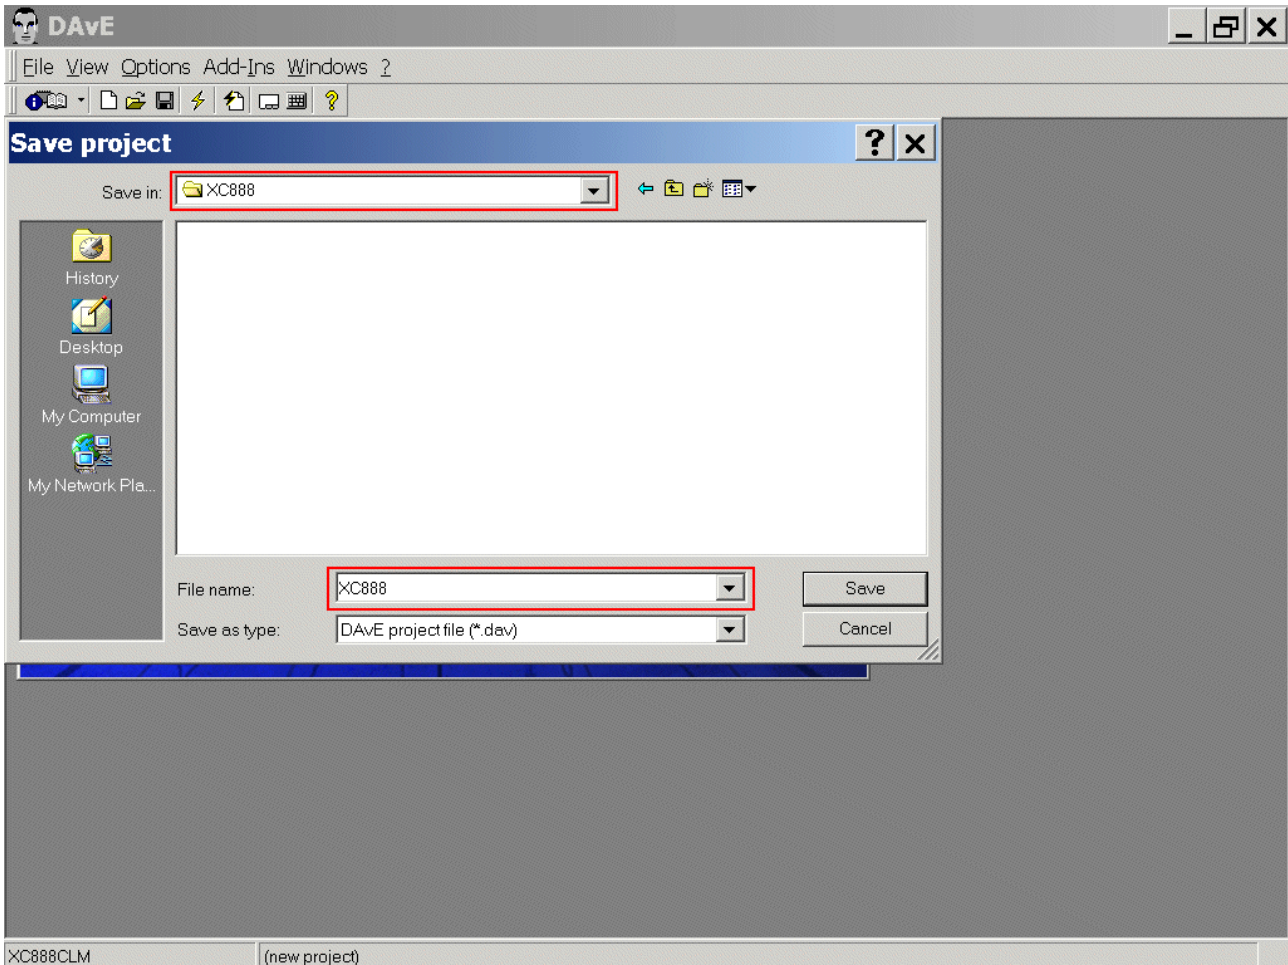 DAvE
File View Options Add-Ins Windows ?
Save project
Save in: XC888
History
Desktop
My Computer
My Network Pla...
File name: XC888 Save
Save as type: DAvE project file (*.dav) Cancel
XC888CLM (new project)